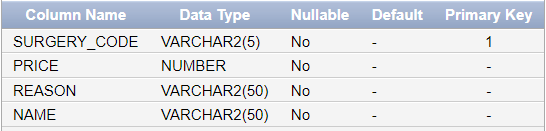 Column Name Data Type Nullable Default Primary Key
SURGERY_CODE VARCHAR2(5) No - 1
PRICE NUMBER No - -
REASON VARCHAR2(50) No - -
NAME VARCHAR2(50) No - -